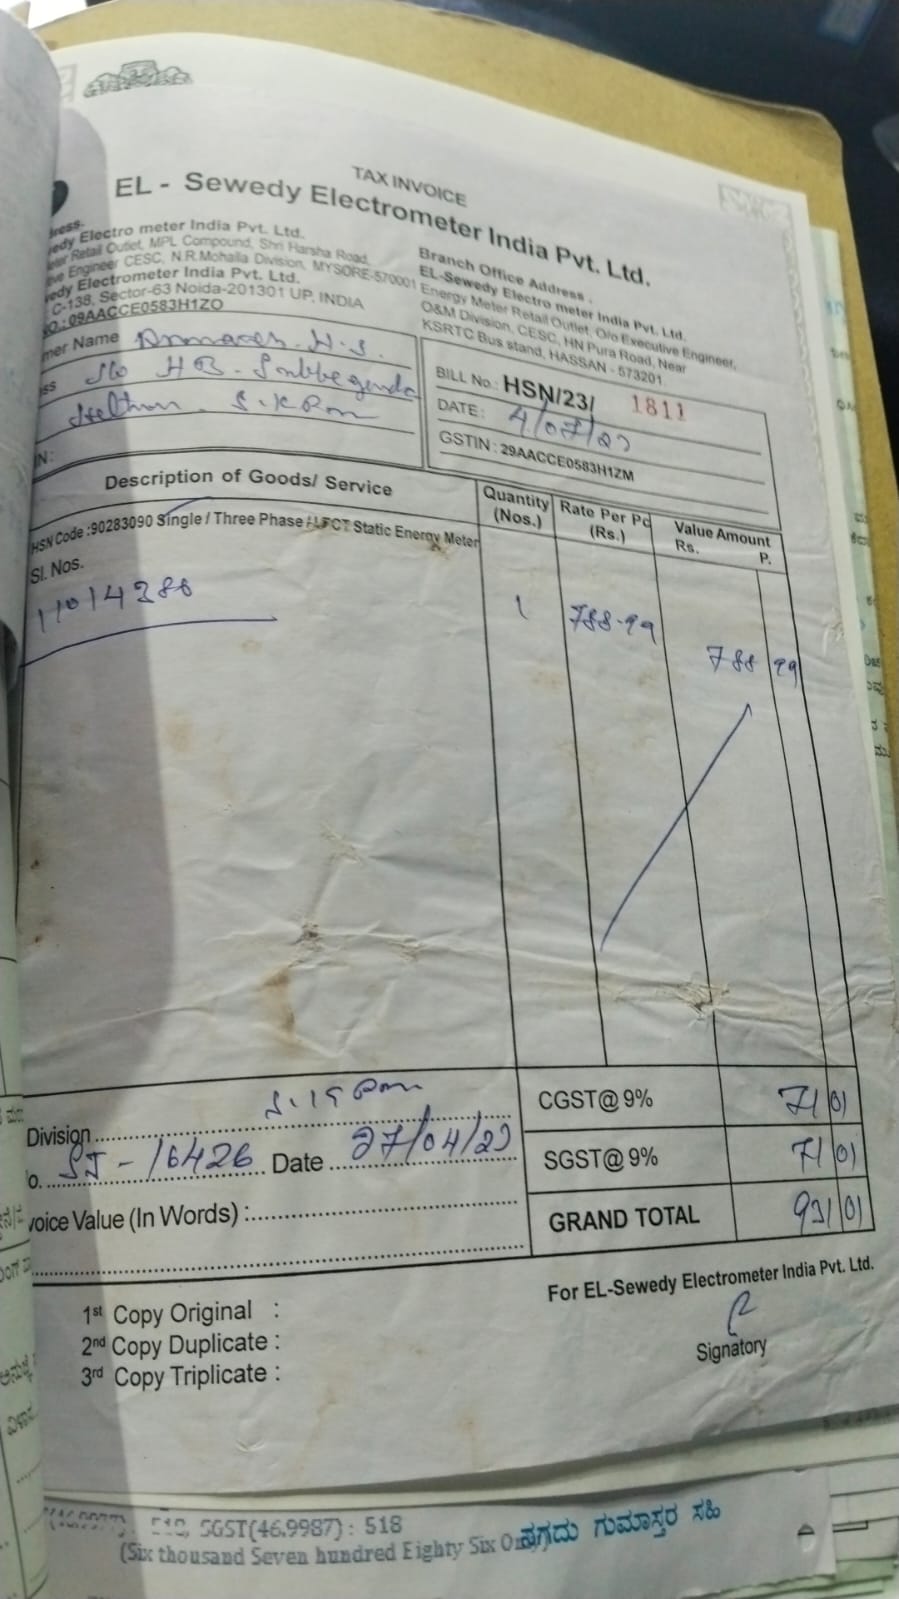 TAX INVOICE
EL - Sewedy Electrometer India Pvt. Ltd.
Electro meter India Pvt. Ltd.
Retail Outlet, MPL Compound, Shri Harsha Road,
Engineer CESC, N.R.Mohalla Division, MYSORE-570001
Electrometer India Pvt. Ltd.
C-138, Sector-63 Noida-201301 UP, INDIA
09AACCE0583H1ZO
Branch Office Address
EL-Sewedy Electro meter India Pvt. Ltd.
Energy Meter Retail Outlet, O/o Executive Engineer,
O&M Division, CESC, HN Pura Road, Near
KSRTC Bus stand, HASSAN - 573201.
Name H.S.
S/o HB.
BILL No.: HSN/23/ 1811
DATE: 4/07/23
GSTIN : 29AACCE0583H1ZM
Description of Goods/ Service
Quantity (Nos.)
Rate Per Pc (Rs.)
Value Amount
Rs. P.
HSN Code :90283090 Single / Three Phase / LTCT Static Energy Meter
Sl. Nos.
11014286 1 788-99 788 99
Division
SJ-16426 Date 27/04/23
CGST@ 9% 71 01
SGST@ 9% 71 01
GRAND TOTAL 931 01
voice Value (In Words) :
For EL-Sewedy Electrometer India Pvt. Ltd.
Signatory
1st Copy Original :
2nd Copy Duplicate :
3rd Copy Triplicate :
SGST(46.9987) : 518
(Six thousand Seven hundred Eighty Six
ನಗದು ಗುಮಾಸ್ತರ ಸಹಿ